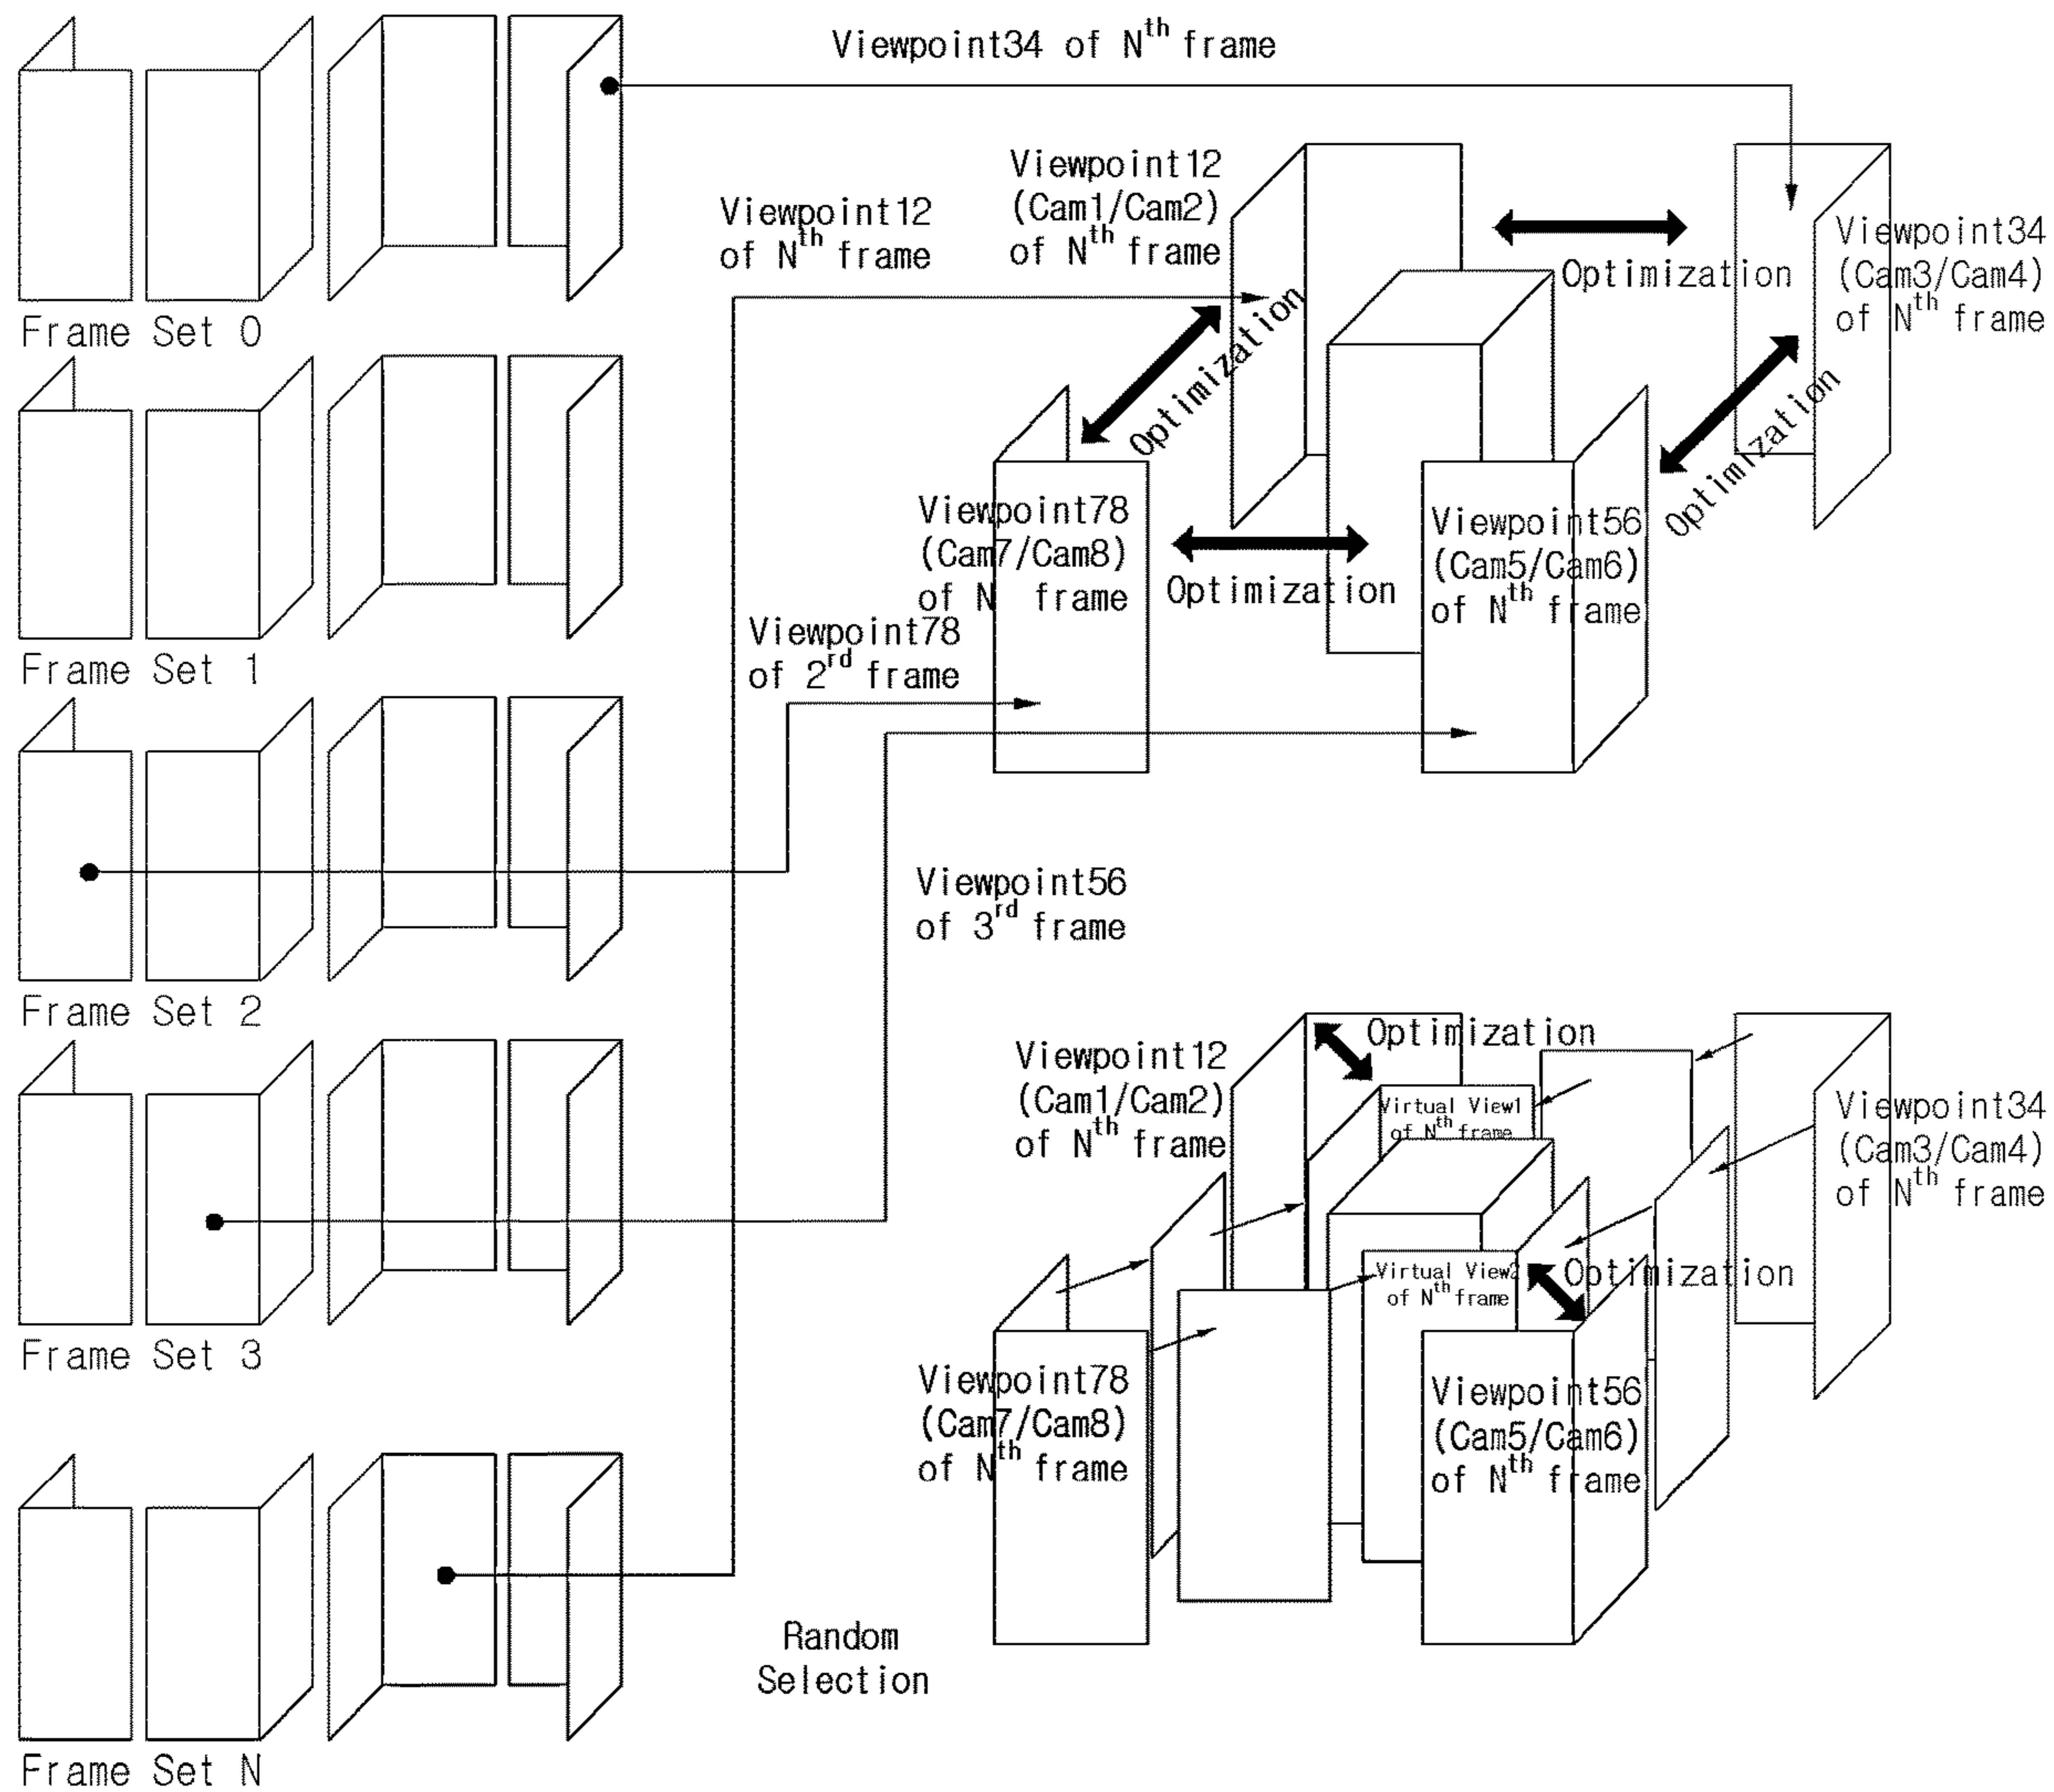 Viewpoint34 of Nth frame
Viewpoint12
(Cam1/Cam2)
of Nth frame
Viewpoint12
of Nth frame
Optimization
Viewpoint34
(Cam3/Cam4)
of Nth frame
Optimization
Optimization
Frame Set 0
Viewpoint78
(Cam7/Cam8)
of N frame
Optimization
Viewpoint56
(Cam5/Cam6)
of Nth frame
Viewpoint78
of 2rd frame
Frame Set 1
Viewpoint56
of 3rd frame
Frame Set 2
Viewpoint12
(Cam1/Cam2)
of Nth frame
Optimization
Virtual View1
of Nth frame
Viewpoint34
(Cam3/Cam4)
of Nth frame
Virtual View2
of Nth frame
Optimization
Frame Set 3
Viewpoint78
(Cam7/Cam8)
of Nth frame
Viewpoint56
(Cam5/Cam6)
of Nth frame
Random
Selection
Frame Set N